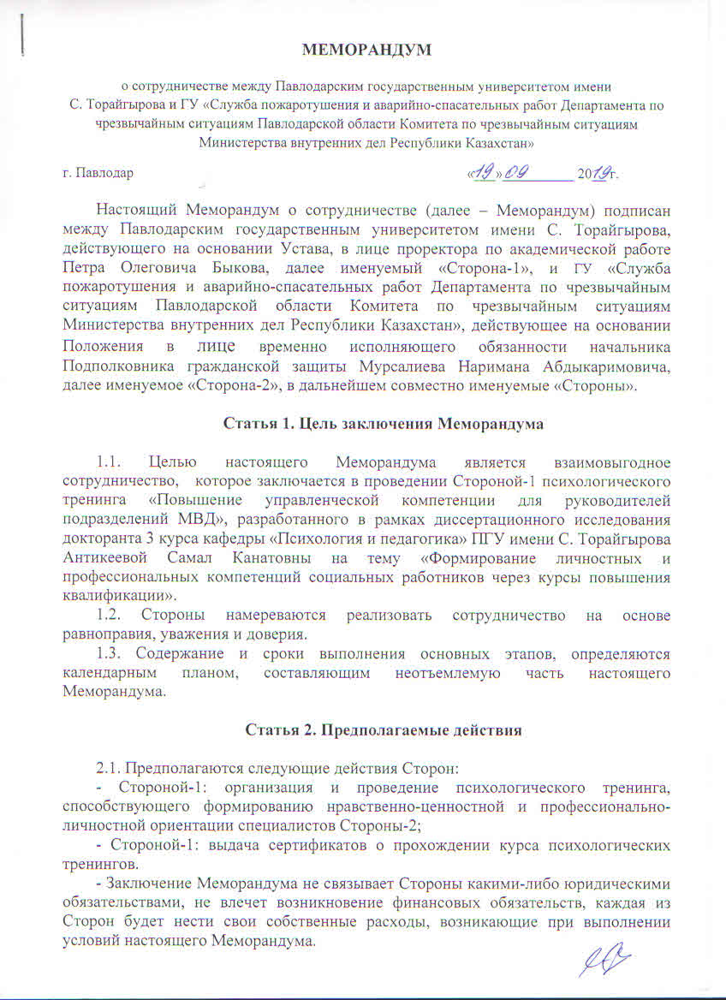 МЕМОРАНДУМ
о сотрудничестве между Павлодарским государственным университетом имени
С. Торайгырова и ГУ «Служба пожаротушения и аварийно-спасательных работ Департамента по
чрезвычайным ситуациям Павлодарской области Комитета по чрезвычайным ситуациям
Министерства внутренних дел Республики Казахстан»
г. Павлодар «19» 09 2019 г.
Настоящий Меморандум о сотрудничестве (далее – Меморандум) подписан
между Павлодарским государственным университетом имени С. Торайгырова,
действующего на основании Устава, в лице проректора по академической работе
Петра Олеговича Быкова, далее именуемый «Сторона-1», и ГУ «Служба
пожаротушения и аварийно-спасательных работ Департамента по чрезвычайным
ситуациям Павлодарской области Комитета по чрезвычайным ситуациям
Министерства внутренних дел Республики Казахстан», действующее на основании
Положения в лице временно исполняющего обязанности начальника
Подполковника гражданской защиты Мурсалиева Наримана Абдыкаримовича,
далее именуемое «Сторона-2», в дальнейшем совместно именуемые «Стороны».
Статья 1. Цель заключения Меморандума
1.1. Целью настоящего Меморандума является взаимовыгодное
сотрудничество, которое заключается в проведении Стороной-1 психологического
тренинга «Повышение управленческой компетенции для руководителей
подразделений МВД», разработанного в рамках диссертационного исследования
докторанта 3 курса кафедры «Психология и педагогика» ПГУ имени С. Торайгырова
Антикеевой Самал Канатовны на тему «Формирование личностных и
профессиональных компетенций социальных работников через курсы повышения
квалификации».
1.2. Стороны намереваются реализовать сотрудничество на основе
равноправия, уважения и доверия.
1.3. Содержание и сроки выполнения основных этапов, определяются
календарным планом, составляющим неотъемлемую часть настоящего
Меморандума.
Статья 2. Предполагаемые действия
2.1. Предполагаются следующие действия Сторон:
- Стороной-1: организация и проведение психологического тренинга,
способствующего формированию нравственно-ценностной и профессионально-
личностной ориентации специалистов Стороны-2;
- Стороной-1: выдача сертификатов о прохождении курса психологических
тренингов.
- Заключение Меморандума не связывает Стороны какими-либо юридическими
обязательствами, не влечет возникновение финансовых обязательств, каждая из
Сторон будет нести свои собственные расходы, возникающие при выполнении
условий настоящего Меморандума.